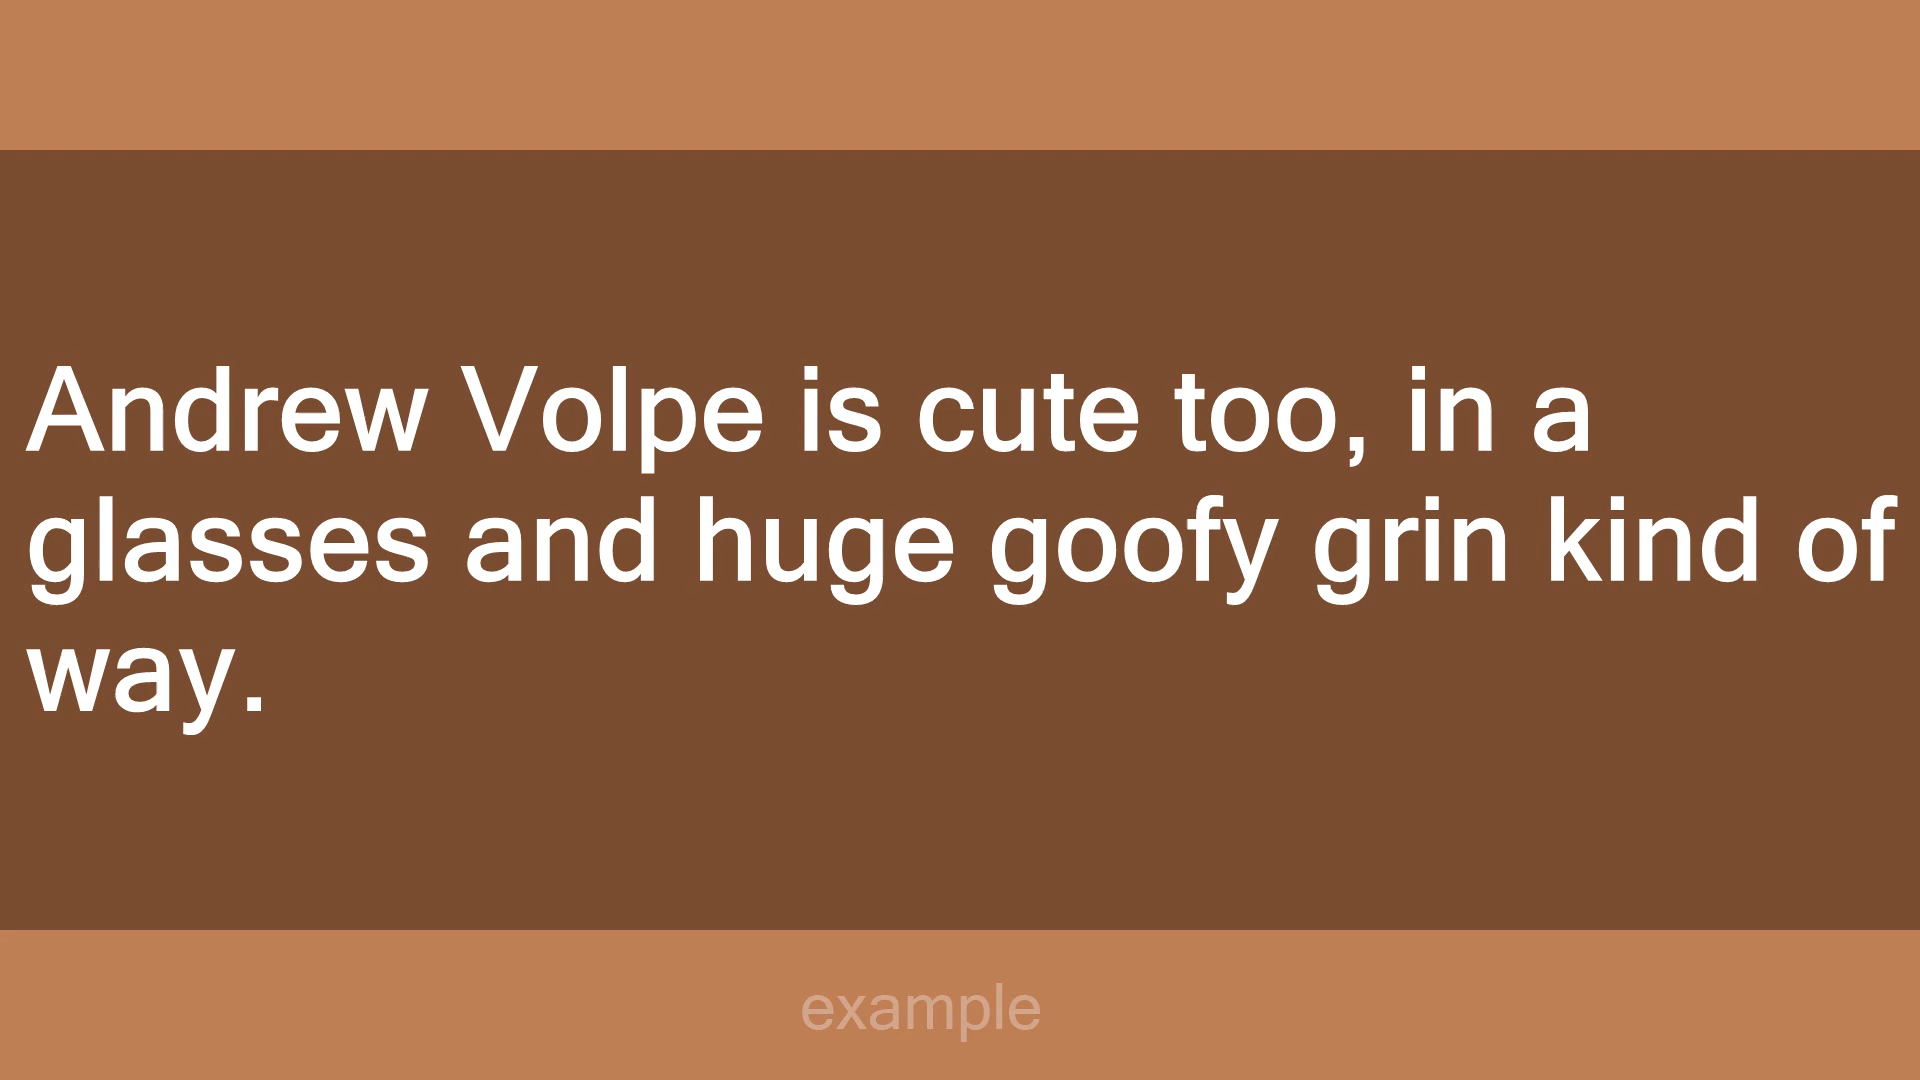 Andrew Volpe is cute too, in a
glasses and huge goofy grin kind of
way.
example